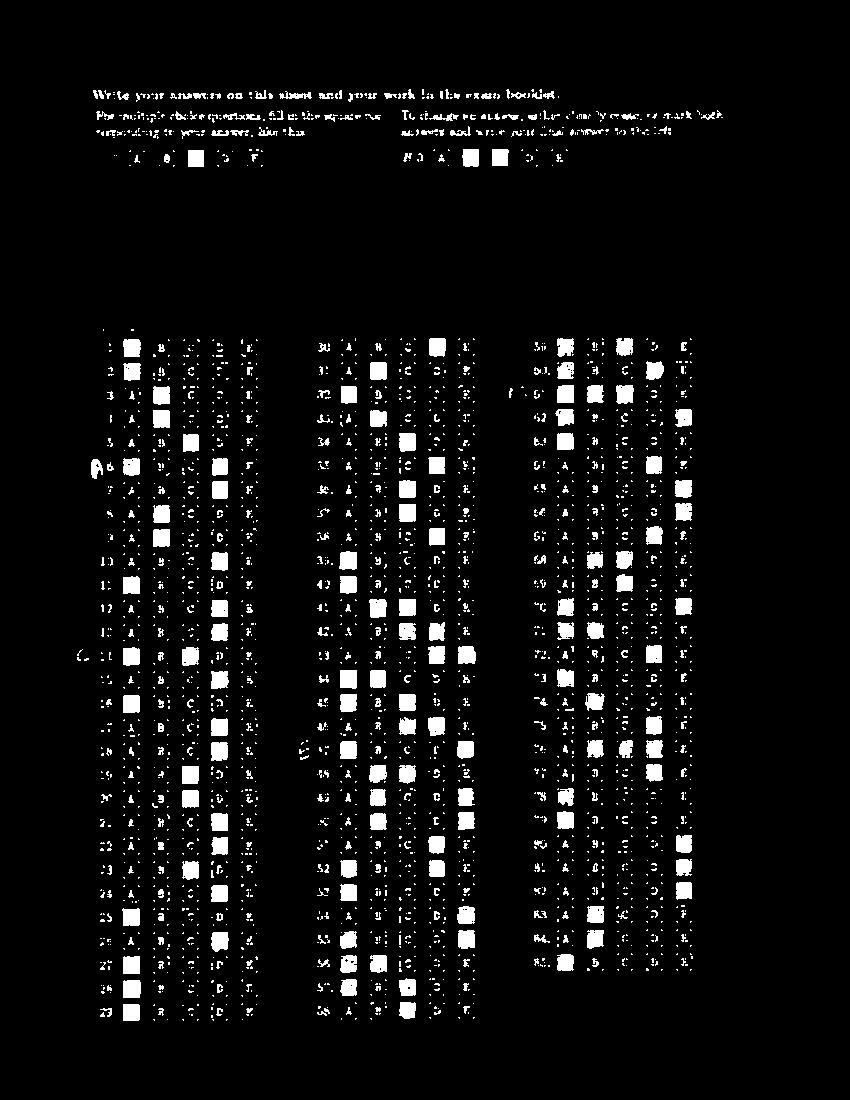 Write your answers on this sheet and your work in the exam booklet.
For multiple choice questions, fill in the square cor-
responding to your answer, like this
A B D E
To change an answer, either clearly erase, or mark both
answers and write your final answer to the left
A D E
1 B C D E
2 B C D E
3 A C D E
4 A C D E
5 A B D E
A 6 B C E
7 A B C E
8 A C D E
9 A C D E
10 A B C E
11 B C D E
12 A B C E
13 A B C E
C 14 B D E
15 A B C E
16 B C D E
17 A B C E
18 A B C E
19 A B D E
20 A B D E
21 A B C E
22 A B C E
23 A B D E
24 A B C E
25 B C D E
26 A B C E
27 B C D E
28 B C D E
29 B C D E
30 A B C E
31 A C D E
32 B C D E
33 A C D E
34 A B D E
35 A B C E
36 A B D E
37 A B D E
38 A B C E
39 B C D E
40 B C D E
41 A D E
42 A B E
43 A B C
44 C D E
45 B D E
46 A B E
E 47 B C D
48 A D E
49 A C D
50 A C D
51 A B C E
52 B C E
53 B C D E
54 A B C D
55 B C D
56 C D E
57 B D E
58 A B D E
59 B D E
60 B C E
61 D E
62 B C D
63 B C D E
64 A B C E
65 A B C D
66 A B C D
67 A B C E
68 A D E
69 A B D E
70 B C D
71 C D E
72 A B C E
73 B C D E
74 A C D E
75 A B C E
76 A E
77 A B C E
78 B C D E
79 B C D E
80 A B C D
81 A B C D
82 A B C D
83 A C D E
84 A C D E
85 B C D E